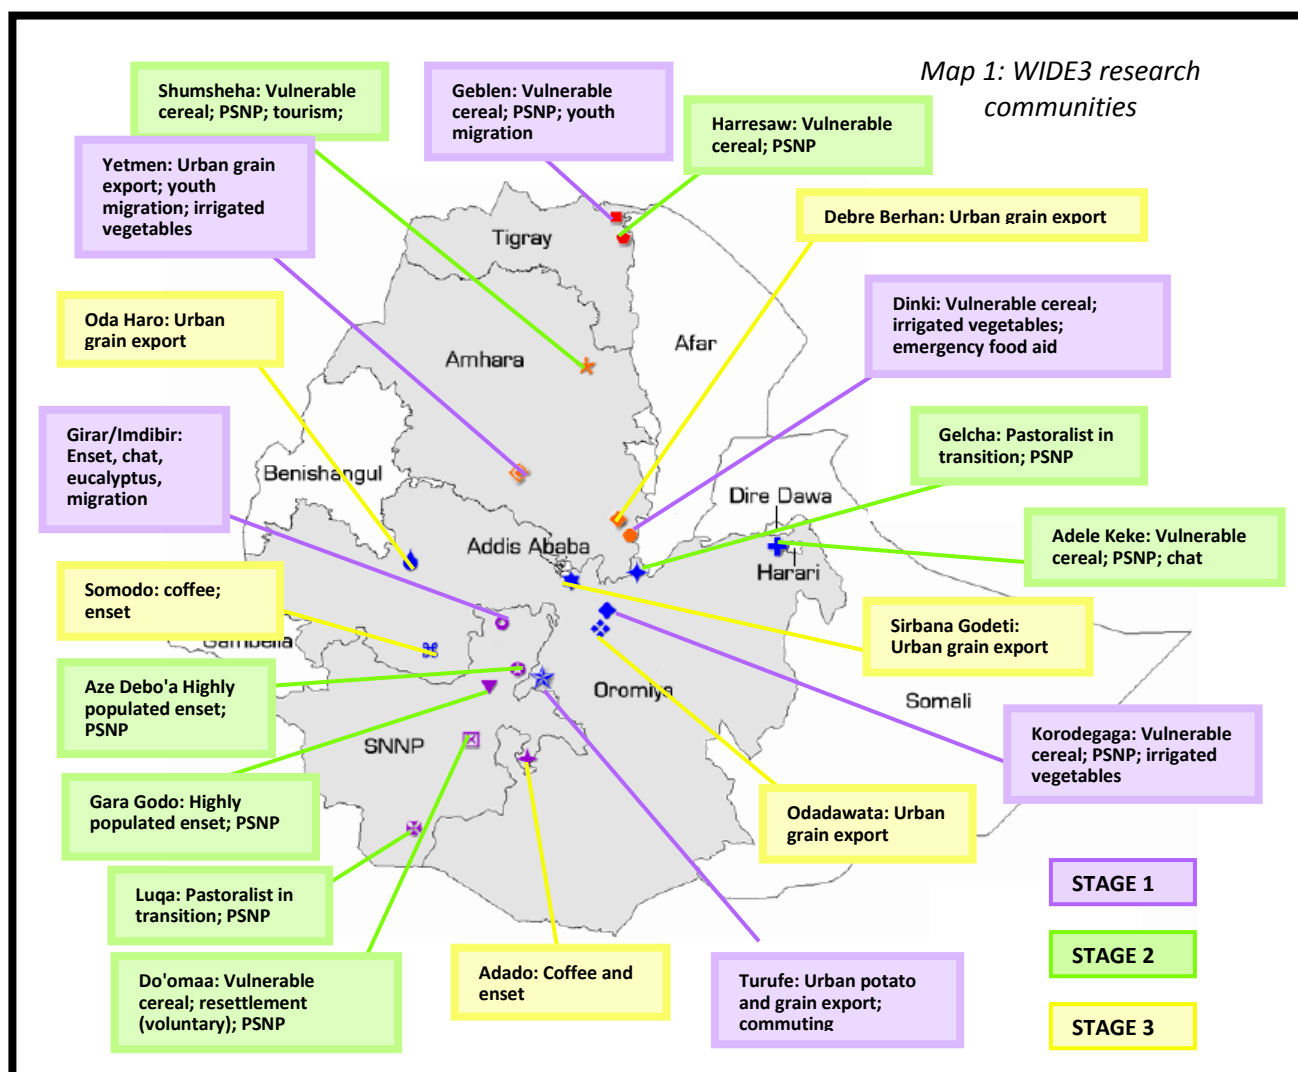 Map 1: WIDE3 research
communities
Shumsheha: Vulnerable
cereal; PSNP; tourism;
Geblen: Vulnerable
cereal; PSNP; youth
migration
Harresaw: Vulnerable
cereal; PSNP
Yetmen: Urban grain
export; youth
migration; irrigated
vegetables
Debre Berhan: Urban grain export
Tigray
Oda Haro: Urban
grain export
Dinki: Vulnerable cereal;
irrigated vegetables;
emergency food aid
Afar
Amhara
Girar/Imdibir:
Enset, chat,
eucalyptus,
migration
Gelcha: Pastoralist in
transition; PSNP
Benishangul
Dire Dawa
Addis Ababa
Harari
Adele Keke: Vulnerable
cereal; PSNP; chat
Somodo: coffee;
enset
Gambella
Sirbana Godeti:
Urban grain export
Aze Debo'a Highly
populated enset;
PSNP
Oromiya
Somali
SNNP
Korodegaga: Vulnerable
cereal; PSNP; irrigated
vegetables
Gara Godo: Highly
populated enset; PSNP
Odadawata: Urban
grain export
Luqa: Pastoralist in
transition; PSNP
STAGE 1
Do'omaa: Vulnerable
cereal; resettlement
(voluntary); PSNP
Adado: Coffee and
enset
Turufe: Urban potato
and grain export;
commuting
STAGE 2
STAGE 3